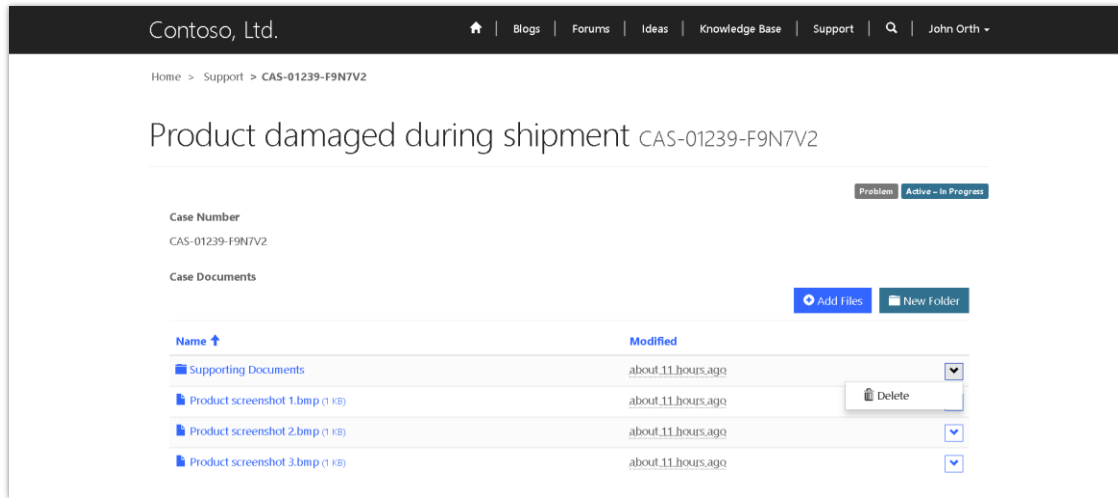 Contoso, Ltd. | Blogs | Forums | Ideas | Knowledge Base | Support | | John Orth
Home > Support > CAS-01239-F9N7V2
Product damaged during shipment CAS-01239-F9N7V2
Problem Active – In Progress
Case Number
CAS-01239-F9N7V2
Case Documents
Add Files New Folder
Name Modified
Supporting Documents about 11 hours ago
Delete
Product screenshot 1.bmp (1 KB) about 11 hours ago
Product screenshot 2.bmp (1 KB) about 11 hours ago
Product screenshot 3.bmp (1 KB) about 11 hours ago